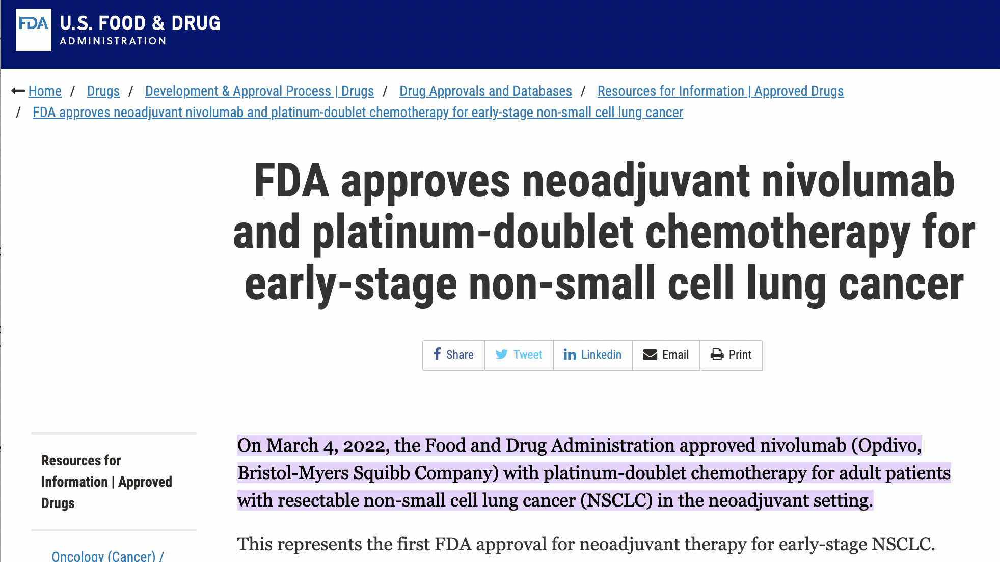 FDA U.S. FOOD & DRUG
ADMINISTRATION
Home / Drugs / Development & Approval Process | Drugs / Drug Approvals and Databases / Resources for Information | Approved Drugs
/ FDA approves neoadjuvant nivolumab and platinum-doublet chemotherapy for early-stage non-small cell lung cancer
FDA approves neoadjuvant nivolumab
and platinum-doublet chemotherapy for
early-stage non-small cell lung cancer
Share Tweet Linkedin Email Print
Resources for
Information | Approved
Drugs
Oncology (Cancer) /
On March 4, 2022, the Food and Drug Administration approved nivolumab (Opdivo,
Bristol-Myers Squibb Company) with platinum-doublet chemotherapy for adult patients
with resectable non-small cell lung cancer (NSCLC) in the neoadjuvant setting.
This represents the first FDA approval for neoadjuvant therapy for early-stage NSCLC.